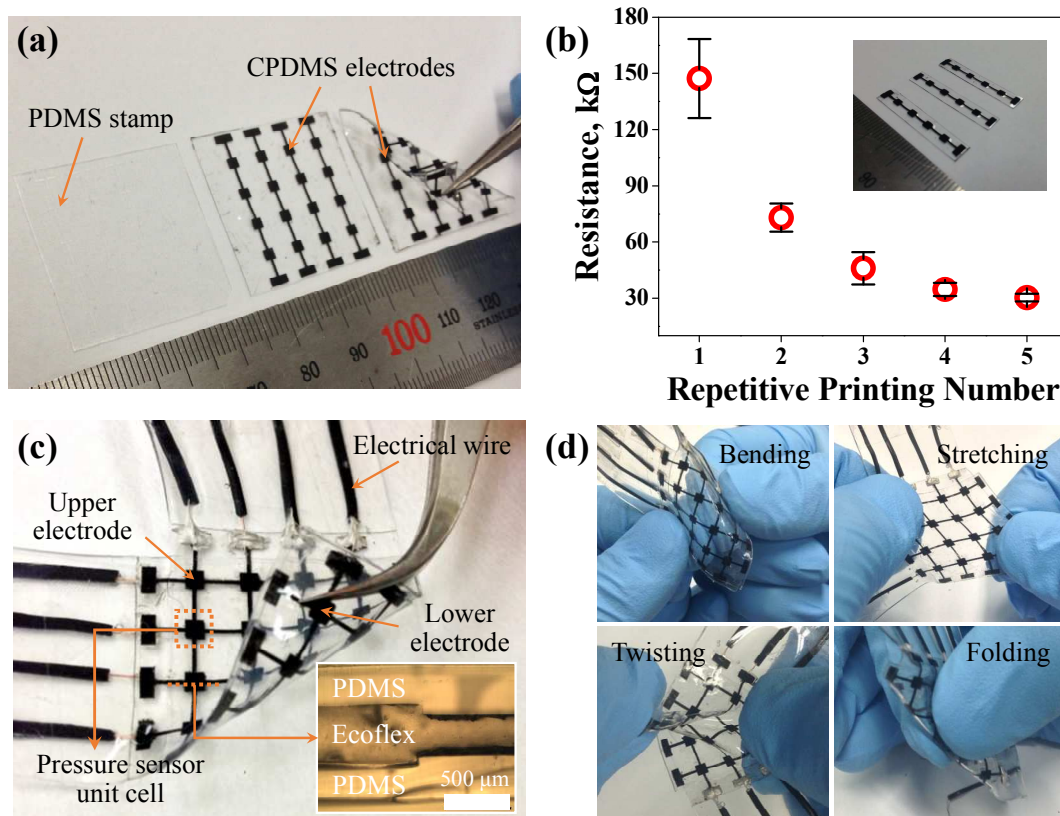 (a)
CPDMS electrodes
PDMS stamp
80
90
100
110
120
STAINLESS
(b)
Resistance, kΩ
180
150
120
90
60
30
1 2 3 4 5
Repetitive Printing Number
(c)
Electrical wire
Upper
electrode
Lower
electrode
Pressure sensor
unit cell
PDMS
Ecoflex
PDMS
500 μm
(d)
Bending
Stretching
Twisting
Folding